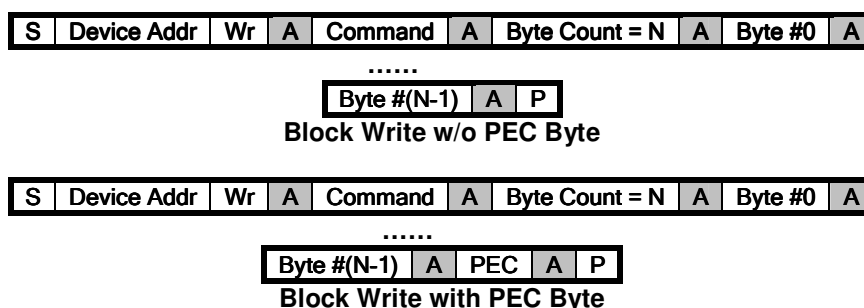 S Device Addr Wr A Command A Byte Count = N A Byte #0 A
......
Byte #(N-1) A P
Block Write w/o PEC Byte
S Device Addr Wr A Command A Byte Count = N A Byte #0 A
......
Byte #(N-1) A PEC A P
Block Write with PEC Byte